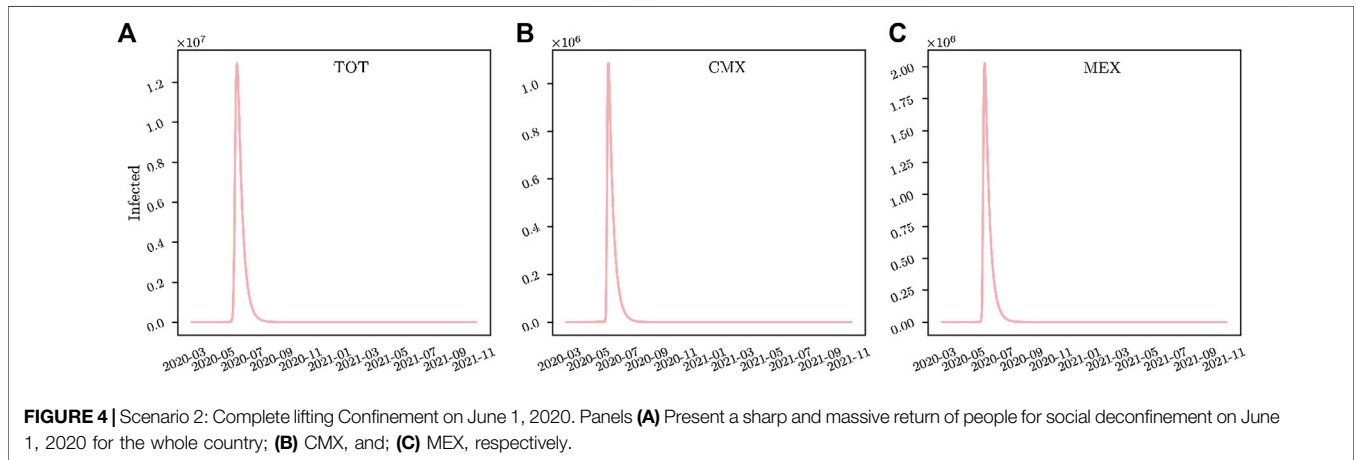 A
B
C
×10⁷
×10⁶
×10⁶
TOT
CMX
MEX
Infected
1.2
1.0
0.8
0.6
0.4
0.2
0.0
1.0
0.8
0.6
0.4
0.2
0.0
2.00
1.75
1.50
1.25
1.00
0.75
0.50
0.25
0.00
2020-03 2020-05 2020-07 2020-09 2020-11 2021-01 2021-03 2021-05 2021-07 2021-09 2021-11
2020-03 2020-05 2020-07 2020-09 2020-11 2021-01 2021-03 2021-05 2021-07 2021-09 2021-11
2020-03 2020-05 2020-07 2020-09 2020-11 2021-01 2021-03 2021-05 2021-07 2021-09 2021-11
FIGURE 4 | Scenario 2: Complete lifting Confinement on June 1, 2020. Panels (A) Present a sharp and massive return of people for social deconfinement on June
1, 2020 for the whole country; (B) CMX, and; (C) MEX, respectively.